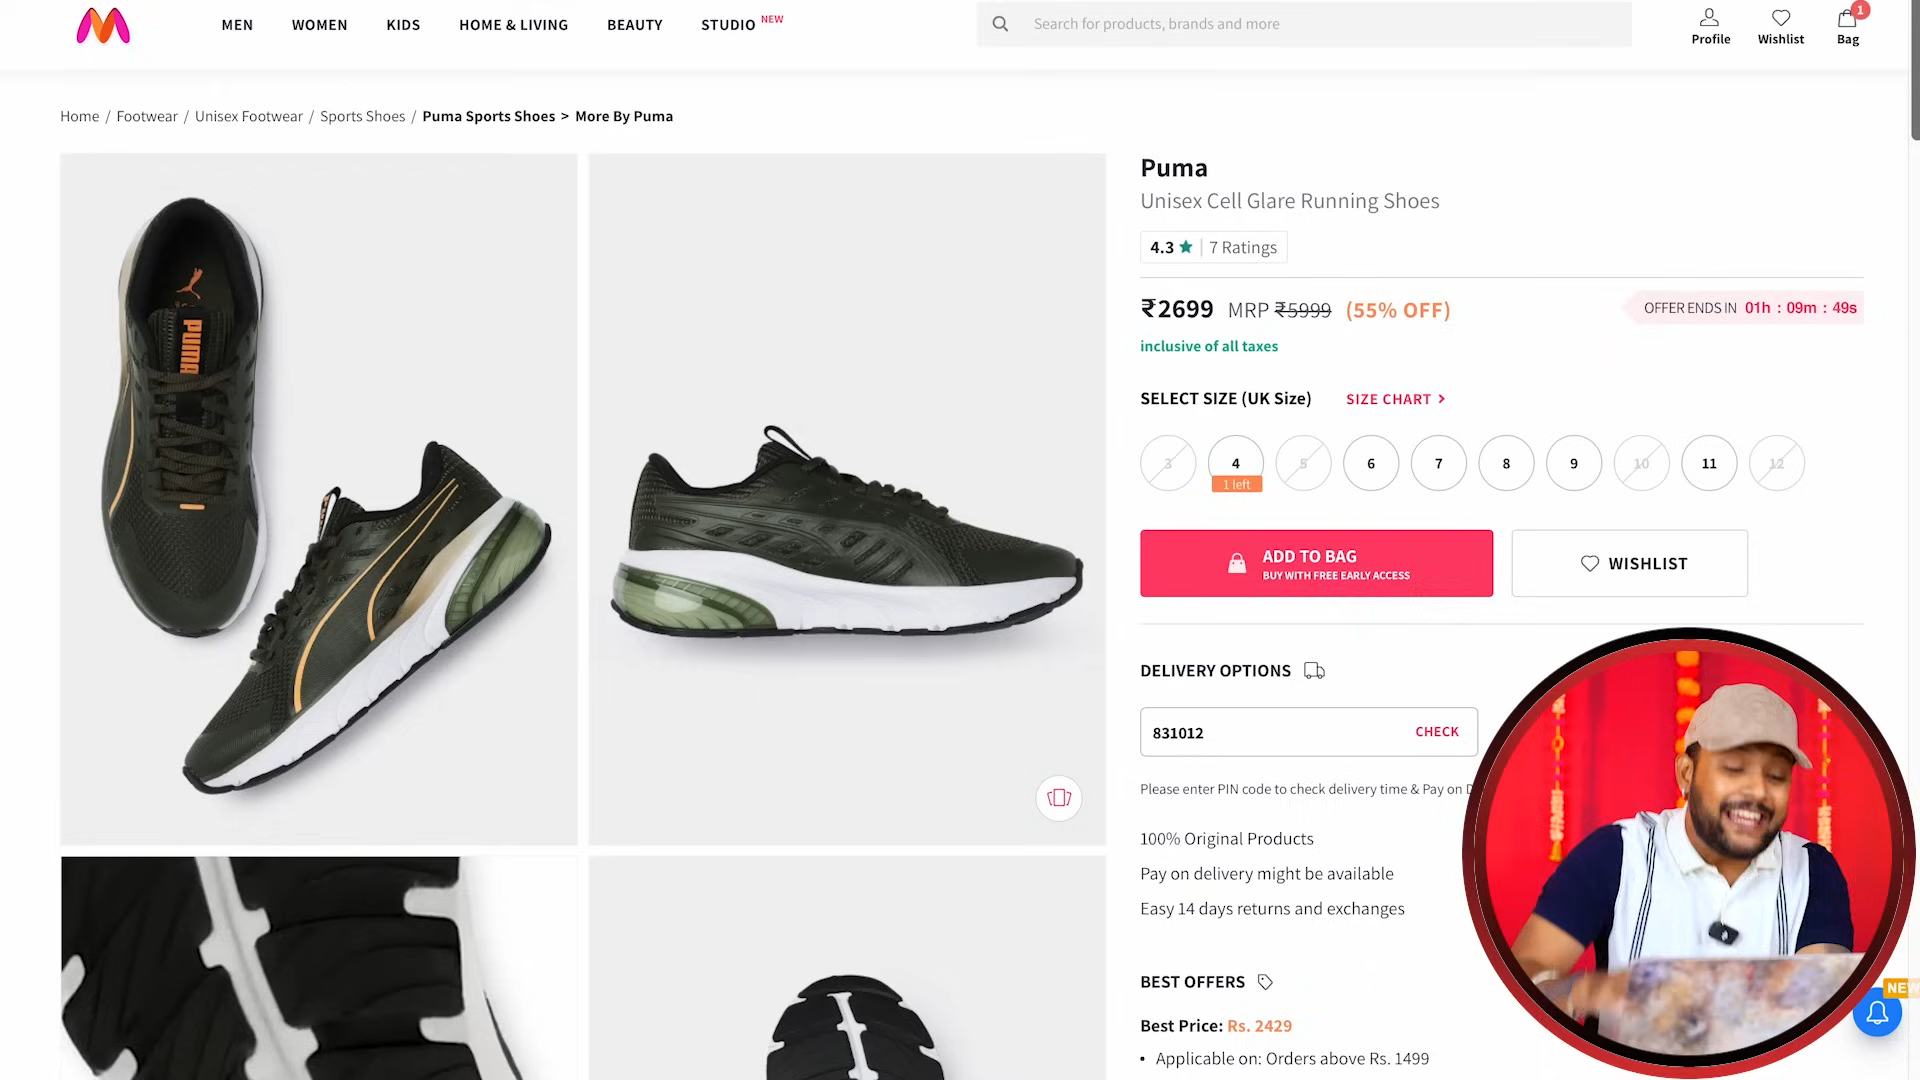 MEN WOMEN KIDS HOME & LIVING BEAUTY STUDIO NEW
Search for products, brands and more
Profile Wishlist Bag 1
Home / Footwear / Unisex Footwear / Sports Shoes / Puma Sports Shoes > More By Puma
PUMA
Puma
Unisex Cell Glare Running Shoes
4.3 ★ | 7 Ratings
₹2699 MRP ₹5999 (55% OFF)
OFFER ENDS IN 01h : 09m : 49s
inclusive of all taxes
SELECT SIZE (UK Size) SIZE CHART >
3 4 5 6 7 8 9 10 11 12
1 left
ADD TO BAG
BUY WITH FREE EARLY ACCESS
WISHLIST
DELIVERY OPTIONS
831012 CHECK
Please enter PIN code to check delivery time & Pay on
100% Original Products
Pay on delivery might be available
Easy 14 days returns and exchanges
BEST OFFERS
NEW
Best Price: Rs. 2429
• Applicable on: Orders above Rs. 1499